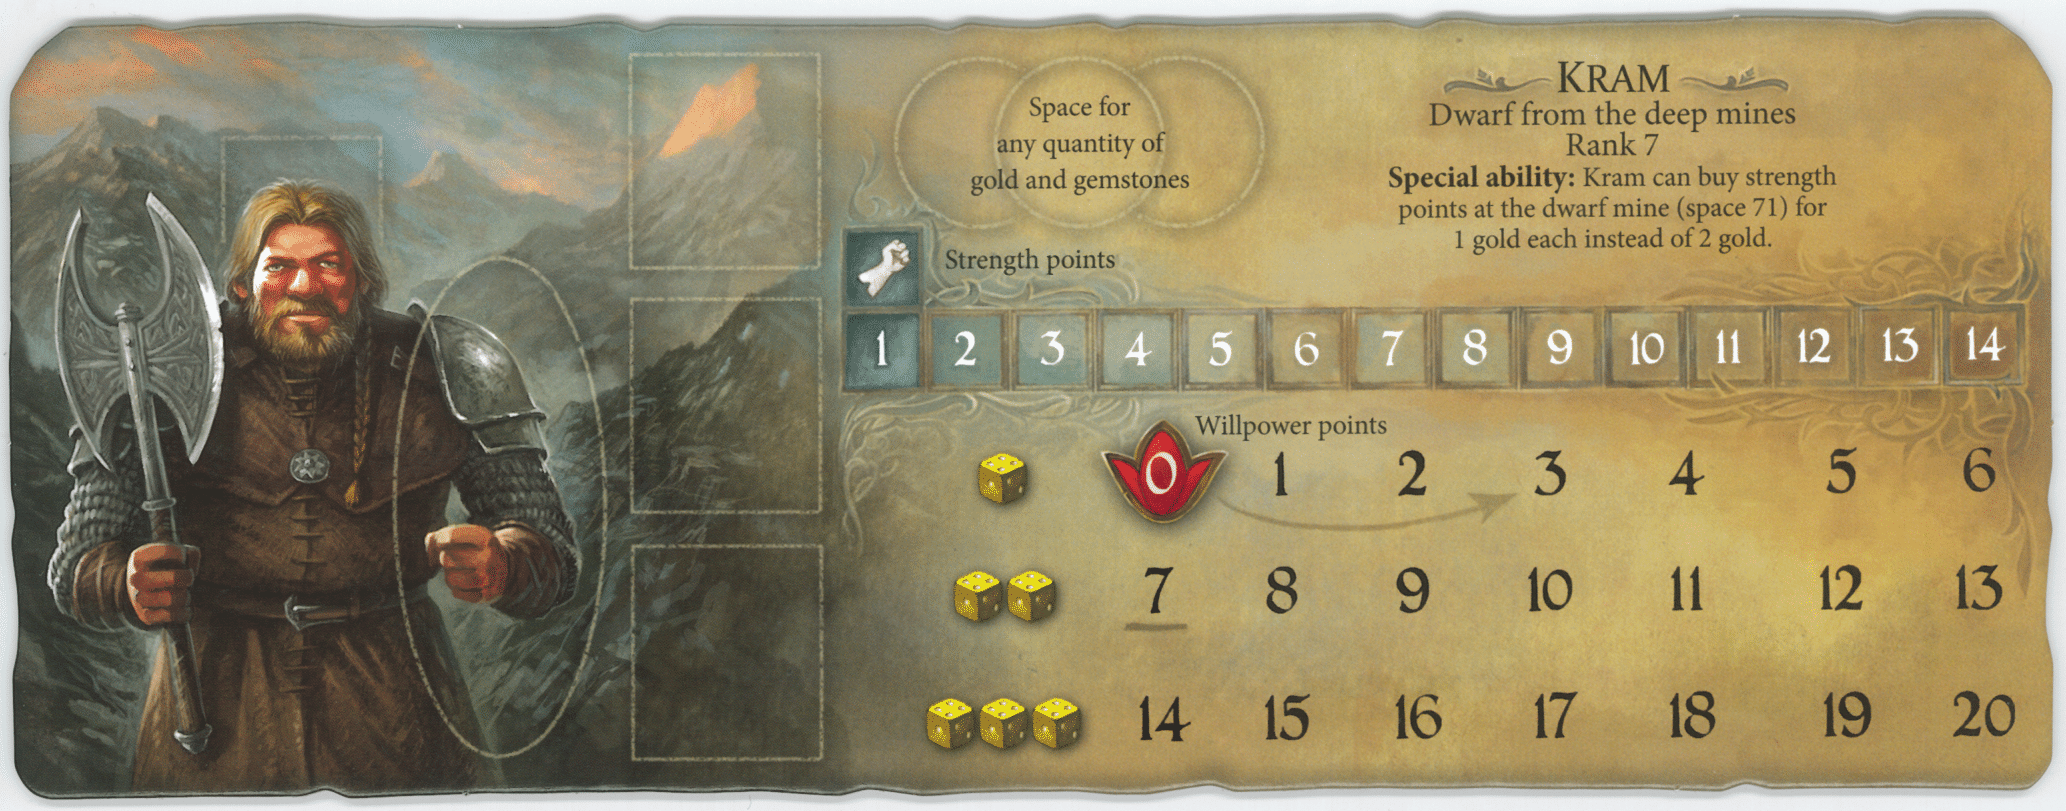 KRAM
Dwarf from the deep mines
Rank 7
Special ability: Kram can buy strength
points at the dwarf mine (space 71) for
1 gold each instead of 2 gold.
Space for
any quantity of
gold and gemstones
Strength points
1 2 3 4 5 6 7 8 9 10 11 12 13 14
Willpower points
0 1 2 3 4 5 6
7 8 9 10 11 12 13
14 15 16 17 18 19 20